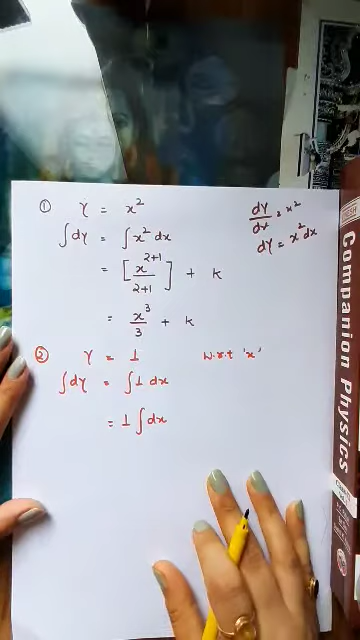 ① Y = x²
∫dY = ∫x² dx
= [x²⁺¹/2+1] + k
= x³/3 + k
dY/dx = x²
dY = x² dx
② Y = 1 w.r.t 'x'
∫dY = ∫1 dx
= 1∫dx
Companion Physics